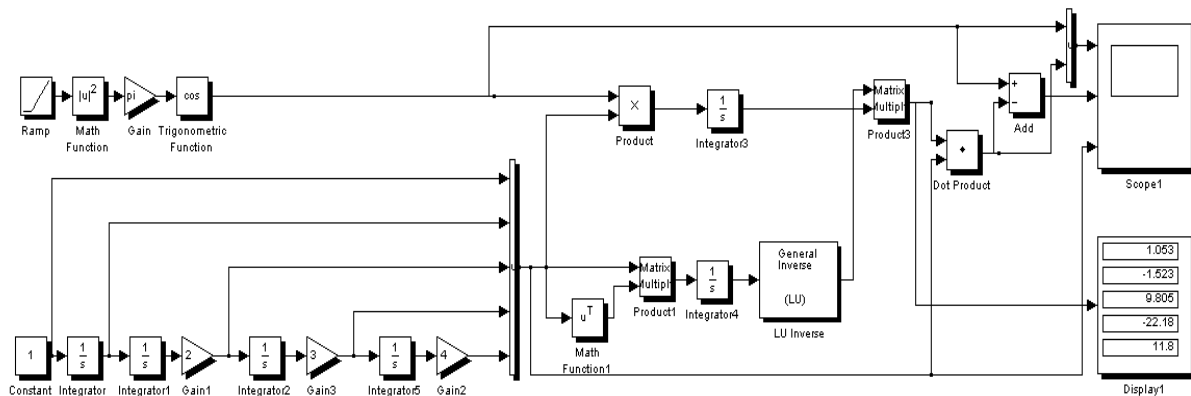 |u|²
pi
cos
Ramp
Math
Function
Gain
Trigonometric
Function
×
Product
1
s
Integrator3
Matrix
Multiply
Product3
Dot Product
+
−
Add
Scope1
1
Constant
1
s
Integrator
1
s
Integrator1
2
Gain1
1
s
Integrator2
3
Gain3
1
s
Integrator5
4
Gain2
uᵀ
Math
Function1
Matrix
Multiply
Product1
1
s
Integrator4
General
Inverse
(LU)
LU Inverse
1.053
-1.523
9.805
-22.18
11.8
Display1